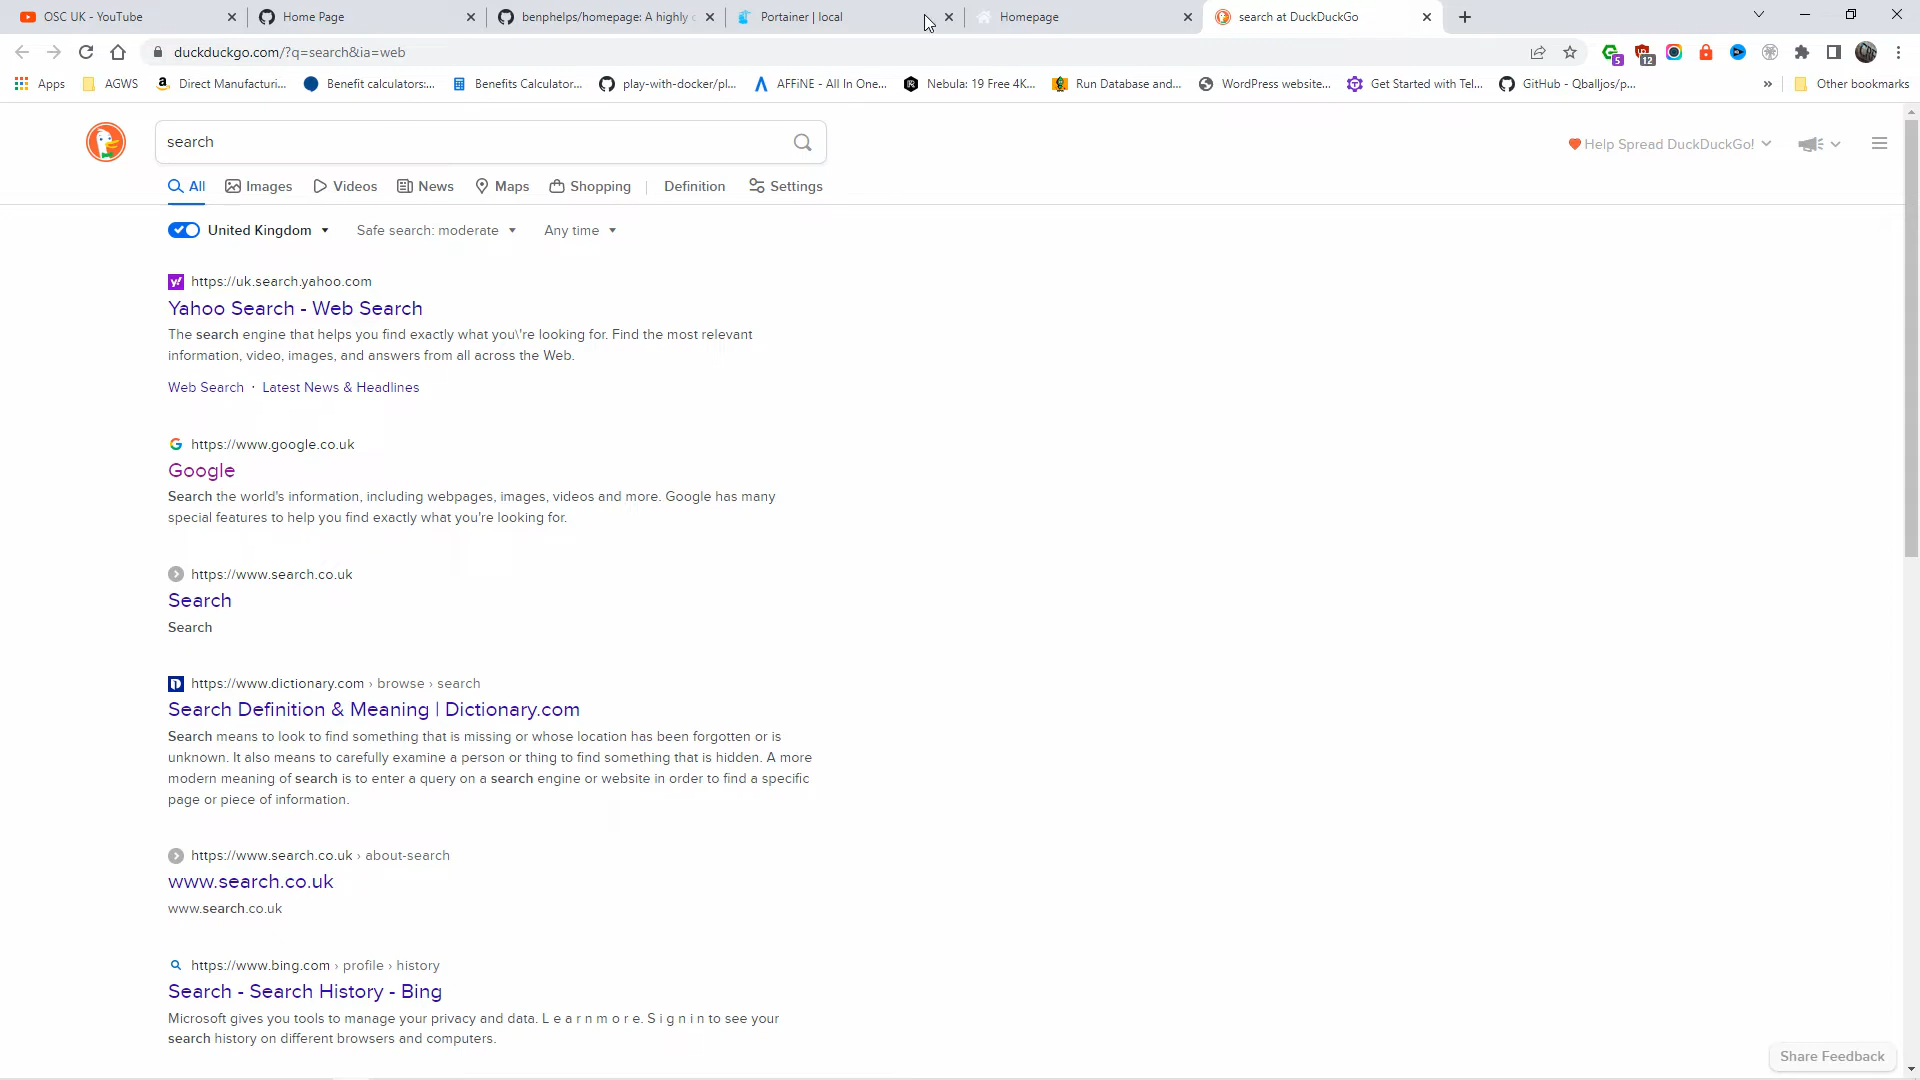 OSC UK - YouTube
Home Page
benphelps/homepage: A highly c
Portainer | local
Homepage
search at DuckDuckGo
duckduckgo.com/?q=search&ia=web
5
12
Apps
AGWS
Direct Manufacturi...
Benefit calculators:...
Benefits Calculator...
play-with-docker/pl...
AFFiNE - All In One...
Nebula: 19 Free 4K...
Run Database and...
WordPress website...
Get Started with Tel...
GitHub - Qballjos/p...
»
Other bookmarks
search
Help Spread DuckDuckGo!
All
Images
Videos
News
Maps
Shopping
Definition
Settings
United Kingdom
Safe search: moderate
Any time
y!
https://uk.search.yahoo.com
Yahoo Search - Web Search
The search engine that helps you find exactly what you\'re looking for. Find the most relevant
information, video, images, and answers from all across the Web.
Web Search · Latest News & Headlines
https://www.google.co.uk
Google
Search the world's information, including webpages, images, videos and more. Google has many
special features to help you find exactly what you're looking for.
https://www.search.co.uk
Search
Search
https://www.dictionary.com › browse › search
Search Definition & Meaning | Dictionary.com
Search means to look to find something that is missing or whose location has been forgotten or is
unknown. It also means to carefully examine a person or thing to find something that is hidden. A more
modern meaning of search is to enter a query on a search engine or website in order to find a specific
page or piece of information.
https://www.search.co.uk › about-search
www.search.co.uk
www.search.co.uk
https://www.bing.com › profile › history
Search - Search History - Bing
Microsoft gives you tools to manage your privacy and data. L e a r n m o r e. S i g n i n to see your
search history on different browsers and computers.
Share Feedback